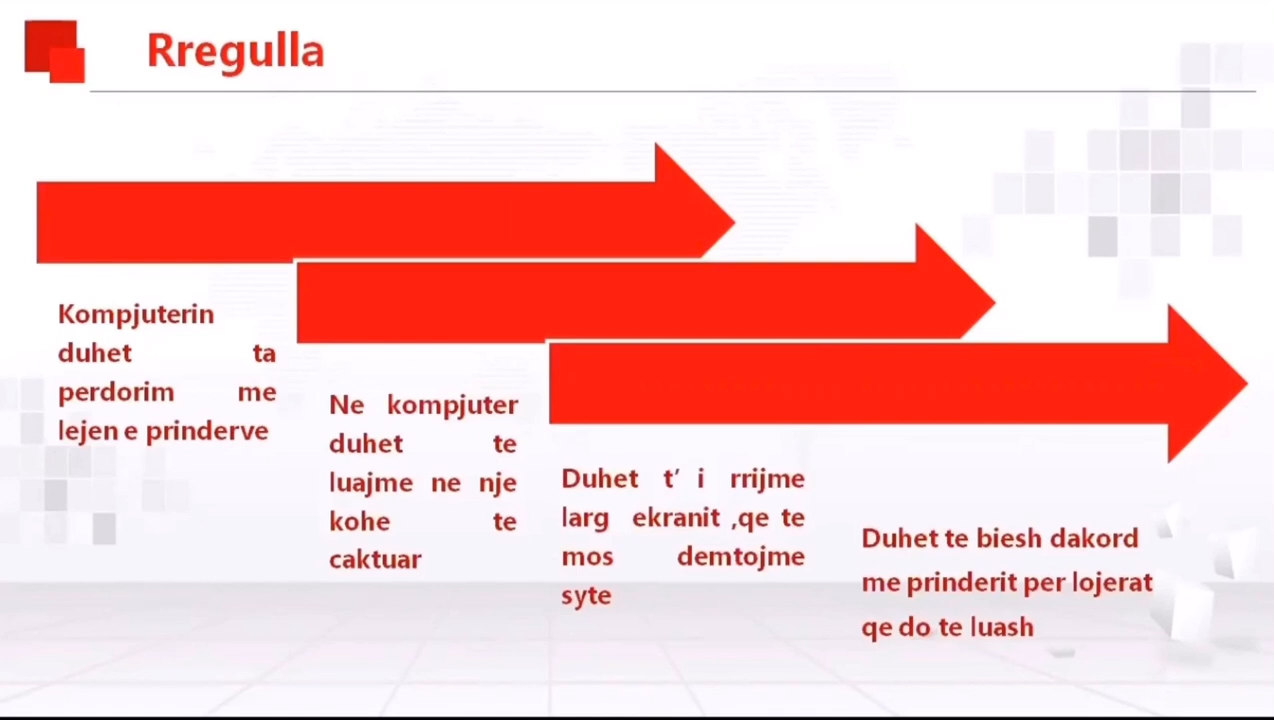 Rregulla
Kompjuterin
duhet ta
perdorim me
lejen e prinderve
Ne kompjuter
duhet te
luajme ne nje
kohe te
caktuar
Duhet t' i rrijme
larg ekranit ,qe te
mos demtojme
syte
Duhet te biesh dakord
me prinderit per lojerat
qe do te luash